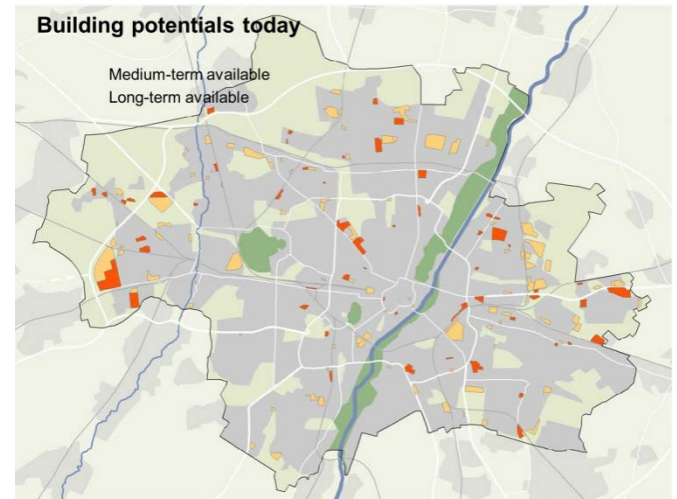 Building potentials today
Medium-term available
Long-term available